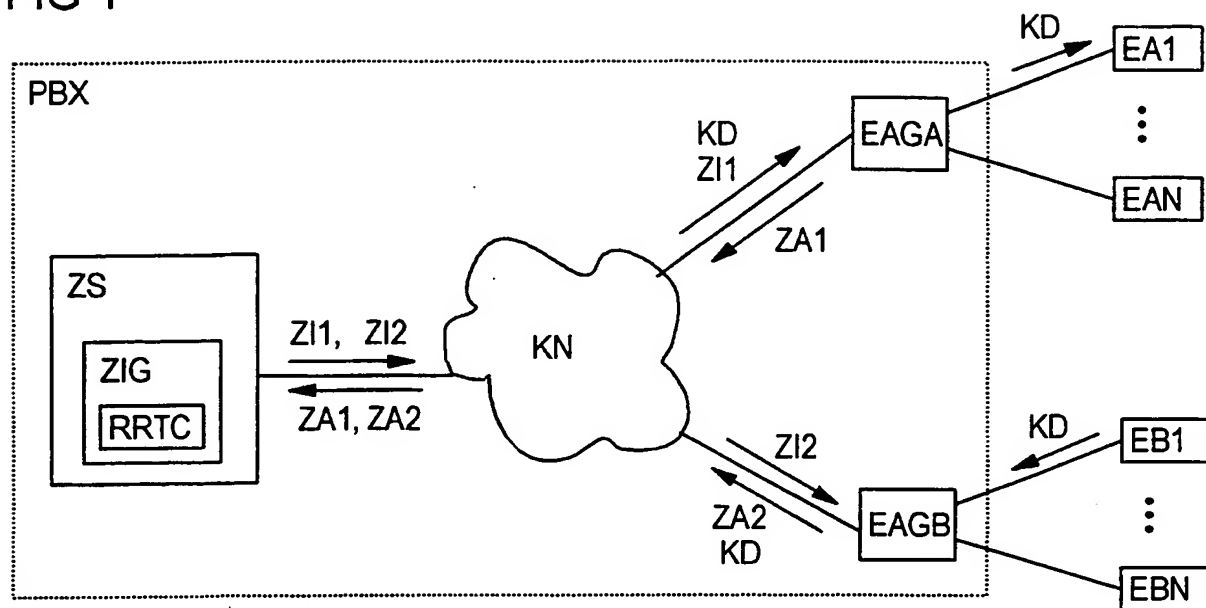 FIG 1
PBX
ZS
ZIG
RRTC
ZI1, ZI2
ZA1, ZA2
KN
KD
ZI1
ZA1
EAGA
KD
EA1
EAN
ZI2
ZA2
KD
EAGB
KD
EB1
EBN